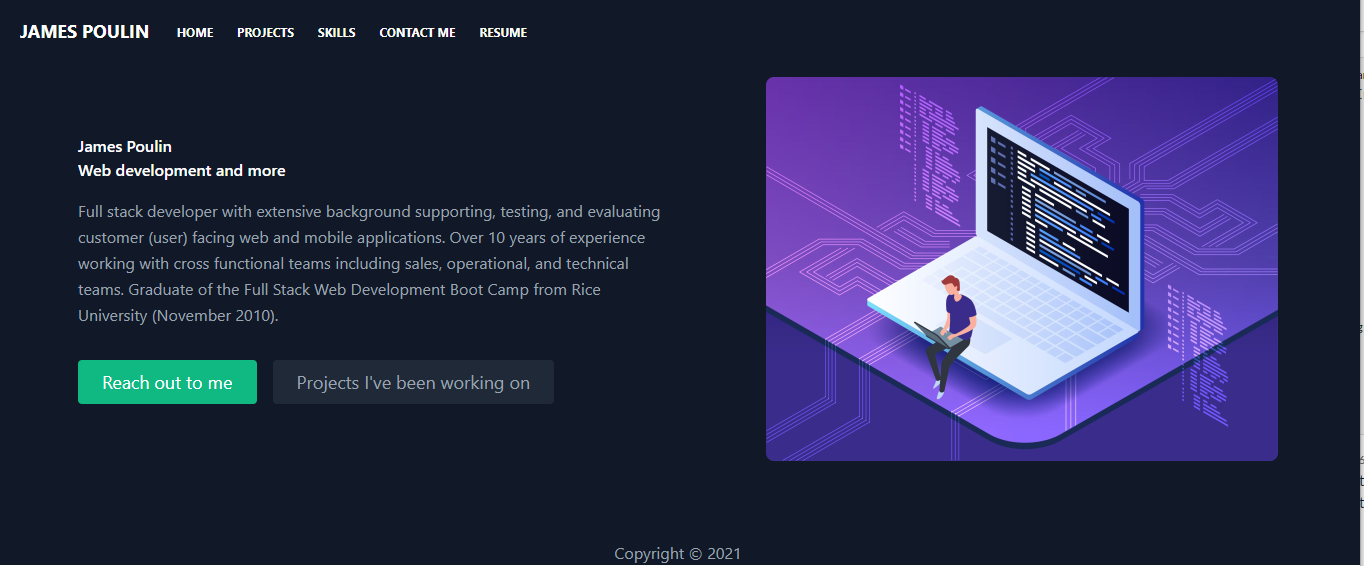 JAMES POULIN HOME PROJECTS SKILLS CONTACT ME RESUME
James Poulin
Web development and more
Full stack developer with extensive background supporting, testing, and evaluating
customer (user) facing web and mobile applications. Over 10 years of experience
working with cross functional teams including sales, operational, and technical
teams. Graduate of the Full Stack Web Development Boot Camp from Rice
University (November 2010).
Reach out to me Projects I've been working on
Copyright © 2021